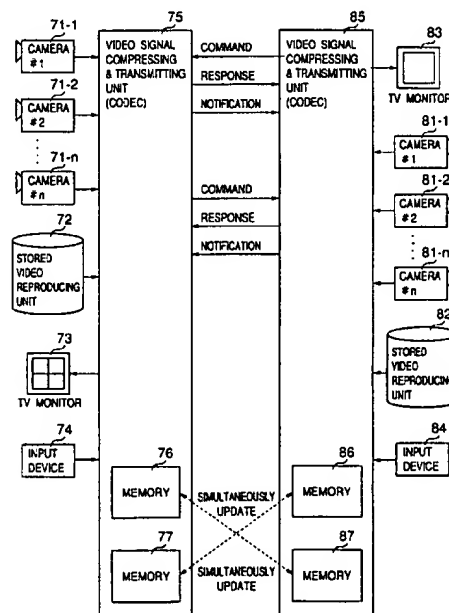 71-1
CAMERA
#1
71-2
CAMERA
#2
71-n
CAMERA
#n
72
STORED
VIDEO
REPRODUCING
UNIT
73
TV MONITOR
74
INPUT
DEVICE
75
VIDEO SIGNAL
COMPRESSING
& TRANSMITTING
UNIT
(CODEC)
76
MEMORY
77
MEMORY
COMMAND
RESPONSE
NOTIFICATION
COMMAND
RESPONSE
NOTIFICATION
SIMULTANEOUSLY
UPDATE
SIMULTANEOUSLY
UPDATE
85
VIDEO SIGNAL
COMPRESSING
& TRANSMITTING
UNIT
(CODEC)
86
MEMORY
87
MEMORY
83
TV MONITOR
81-1
CAMERA
#1
81-2
CAMERA
#2
81-n
CAMERA
#n
82
STORED
VIDEO
REPRODUCING
UNIT
84
INPUT
DEVICE